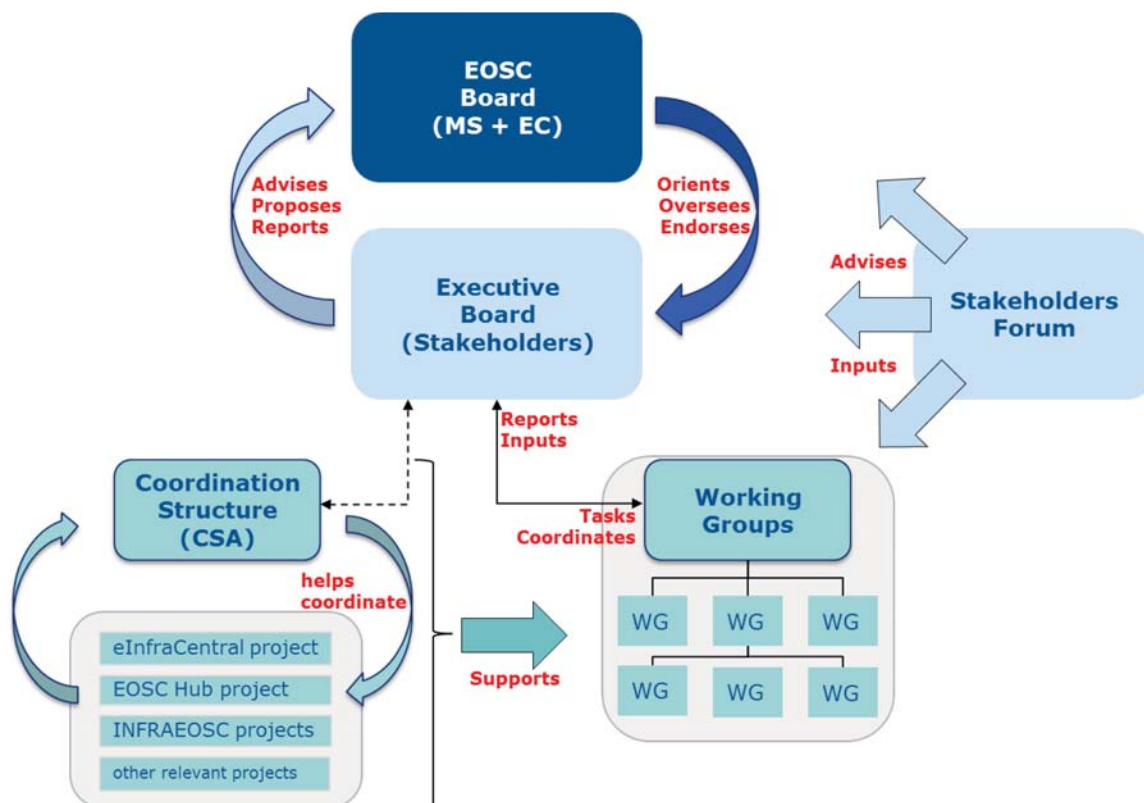 EOSC
Board
(MS + EC)
Advises
Proposes
Reports
Orients
Oversees
Endorses
Executive
Board
(Stakeholders)
Advises
Inputs
Stakeholders
Forum
Reports
Inputs
Coordination
Structure
(CSA)
Tasks
Coordinates
Working
Groups
helps
coordinate
eInfraCentral project
EOSC Hub project
INFRAEOSC projects
other relevant projects
Supports
WG
WG
WG
WG
WG
WG